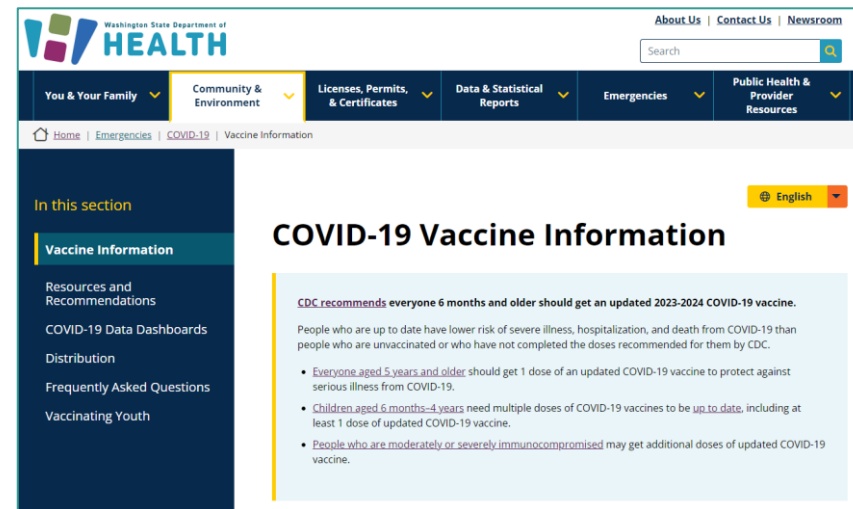 Washington State Department of
HEALTH
About Us | Contact Us | Newsroom
Search
You & Your Family
Community &
Environment
Licenses, Permits,
& Certificates
Data & Statistical
Reports
Emergencies
Public Health &
Provider
Resources
Home | Emergencies | COVID-19 | Vaccine Information
In this section
Vaccine Information
Resources and
Recommendations
COVID-19 Data Dashboards
Distribution
Frequently Asked Questions
Vaccinating Youth
English
COVID-19 Vaccine Information
CDC recommends everyone 6 months and older should get an updated 2023-2024 COVID-19 vaccine.
People who are up to date have lower risk of severe illness, hospitalization, and death from COVID-19 than
people who are unvaccinated or who have not completed the doses recommended for them by CDC.
• Everyone aged 5 years and older should get 1 dose of an updated COVID-19 vaccine to protect against
serious illness from COVID-19.
• Children aged 6 months–4 years need multiple doses of COVID-19 vaccines to be up to date, including at
least 1 dose of updated COVID-19 vaccine.
• People who are moderately or severely immunocompromised may get additional doses of updated COVID-19
vaccine.